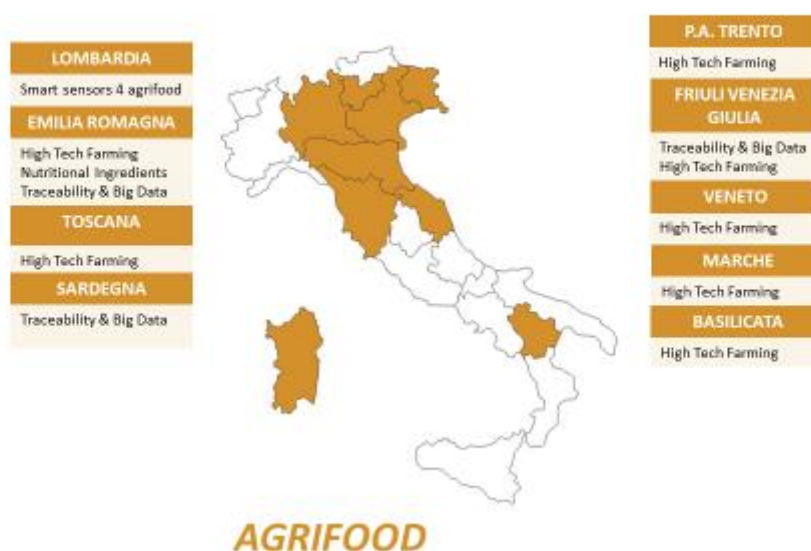 LOMBARDIA
Smart sensors 4 agrifood
EMILIA ROMAGNA
High Tech Farming
Nutritional Ingredients
Traceability & Big Data
TOSCANA
High Tech Farming
SARDEGNA
Traceability & Big Data
P.A. TRENTO
High Tech Farming
FRIULI VENEZIA
GIULIA
Traceability & Big Data
High Tech Farming
VENETO
High Tech Farming
MARCHE
High Tech Farming
BASILICATA
High Tech Farming
AGRIFOOD